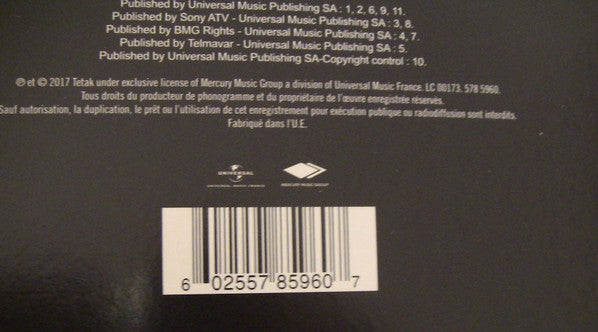 Published by Universal Music Publishing SA : 1, 2, 6, 9, 11.
Published by Sony ATV - Universal Music Publishing SA : 3, 8.
Published by BMG Rights - Universal Music Publishing SA : 4, 7.
Published by Telmavar - Universal Music Publishing SA : 5.
Published by Universal Music Publishing SA-Copyright control : 10.
℗ et © 2017 Tetak under exclusive license of Mercury Music Group a division of Universal Music France. LC 00173. 578 5960.
Tous droits du producteur de phonogramme et du propriétaire de l'œuvre enregistrée réservés.
Sauf autorisation, la duplication, le prêt ou l'utilisation de cet enregistrement pour exécution publique ou radiodiffusion sont interdits.
Fabriqué dans l'U.E.
UNIVERSAL
UNIVERSAL MUSIC FRANCE
MERCURY MUSIC GROUP
6 02557 85960 7